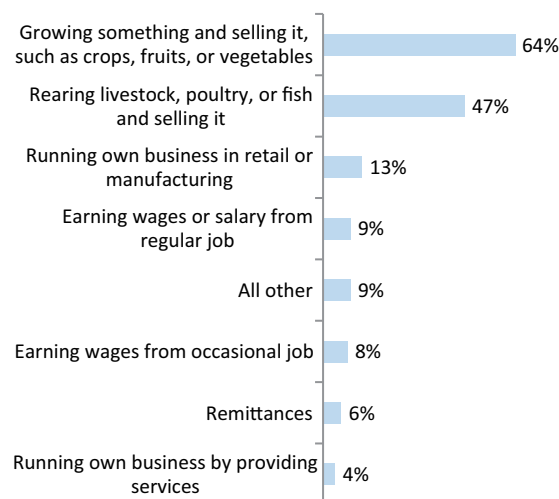 Growing something and selling it,
such as crops, fruits, or vegetables
64%
Rearing livestock, poultry, or fish
and selling it
47%
Running own business in retail or
manufacturing
13%
Earning wages or salary from
regular job
9%
All other
9%
Earning wages from occasional job
8%
Remittances
6%
Running own business by providing
services
4%